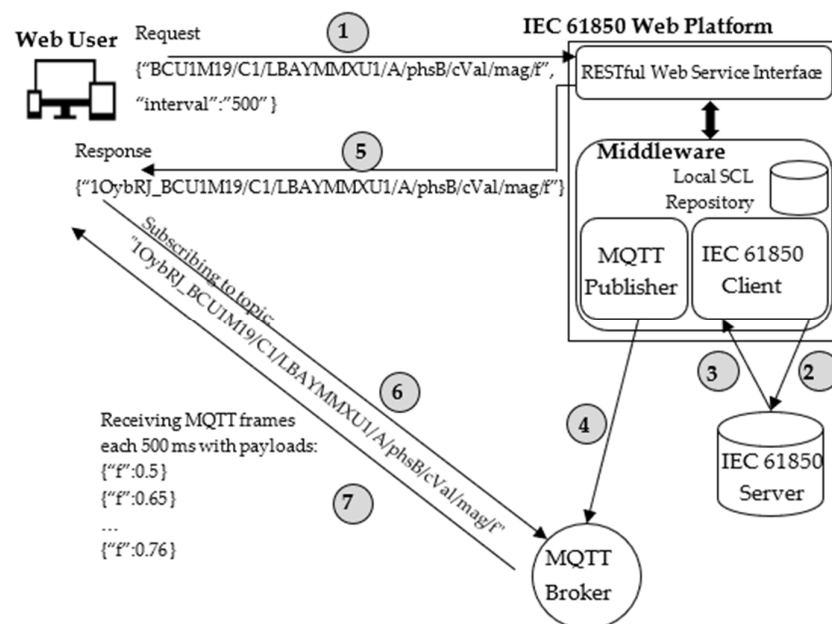 IEC 61850 Web Platform
Web User
Request
1
{“BCU1M19/C1/LBAYMMXU1/A/phsB/cVal/mag/f”,
“interval”:”500” }
RESTful Web Service Interface
Response
5
{“1OybRJ_BCU1M19/C1/LBAYMMXU1/A/phsB/cVal/mag/f”}
Middleware
Local SCL
Repository
MQTT
Publisher
IEC 61850
Client
Subscribing to topic:
"1OybRJ_BCU1M19/C1/LBAYMMXU1/A/phsB/cVal/mag/f"
3
2
6
4
Receiving MQTT frames
each 500 ms with payloads:
{“f”:0.5}
{“f”:0.65}
...
{“f”:0.76}
7
IEC 61850
Server
MQTT
Broker